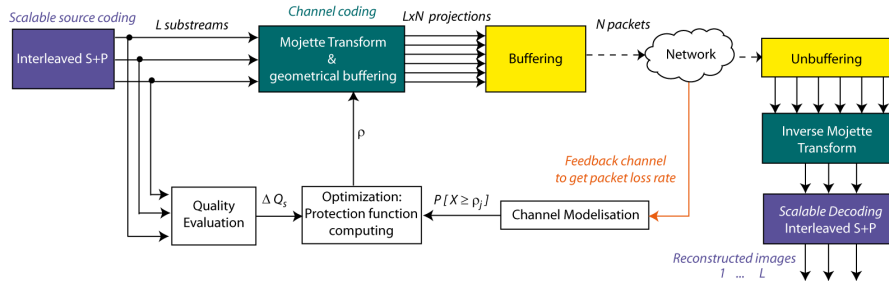 Scalable source coding
L substreams
Channel coding
LxN projections
N packets
Interleaved S+P
Mojette Transform
&
geometrical buffering
Buffering
Network
Unbuffering
ρ
Feedback channel
to get packet loss rate
Inverse Mojette
Transform
Quality
Evaluation
Δ Qs
Optimization:
Protection function
computing
P [ X ≥ ρj ]
Channel Modelisation
Scalable Decoding
Interleaved S+P
Reconstructed images
1 ... L